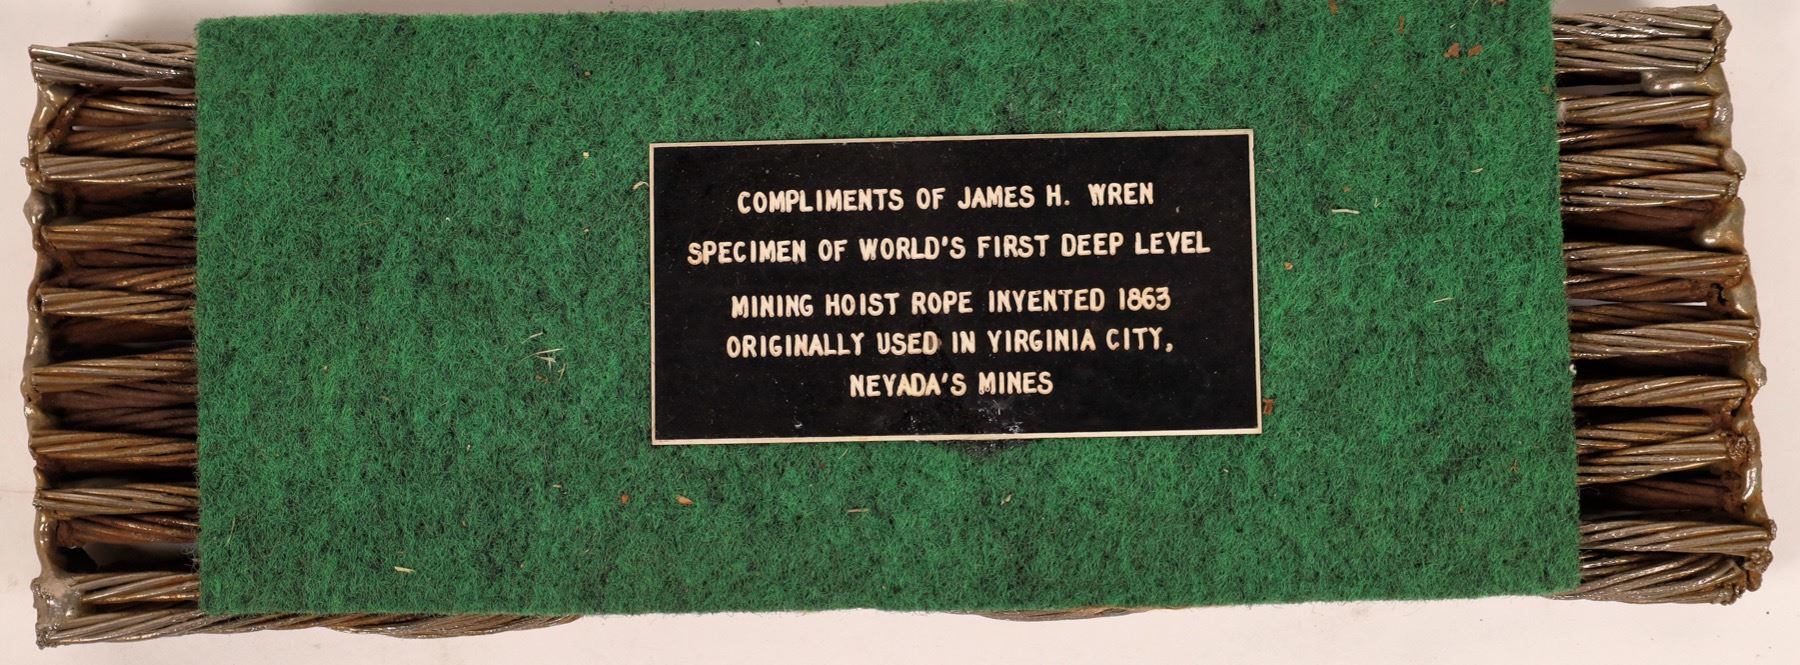 COMPLIMENTS OF JAMES H. WREN
SPECIMEN OF WORLD'S FIRST DEEP LEVEL
MINING HOIST ROPE INVENTED 1863
ORIGINALLY USED IN VIRGINIA CITY,
NEVADA'S MINES